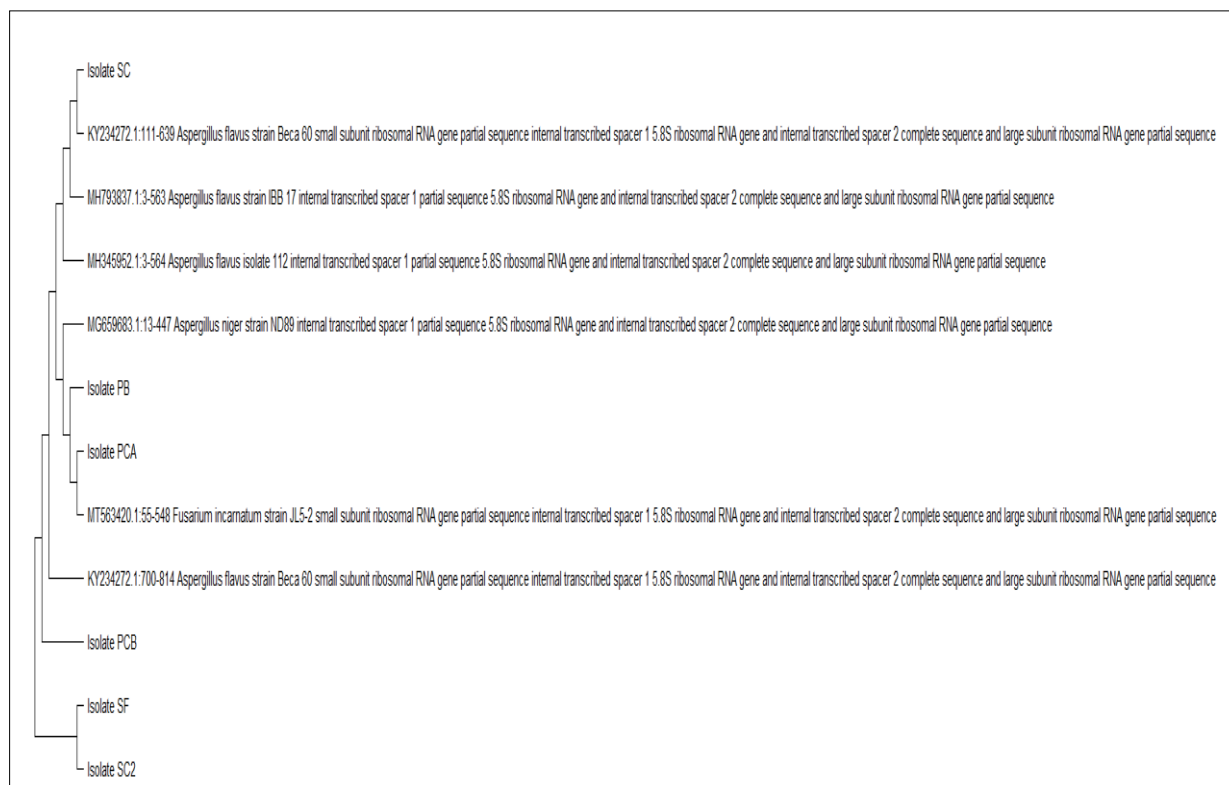 Isolate SC
KY234272.1:111-639 Aspergillus flavus strain Beca 60 small subunit ribosomal RNA gene partial sequence internal transcribed spacer 1 5.8S ribosomal RNA gene and internal transcribed spacer 2 complete sequence and large subunit ribosomal RNA gene partial sequence
MH793837.1:3-563 Aspergillus flavus strain IBB 17 internal transcribed spacer 1 partial sequence 5.8S ribosomal RNA gene and internal transcribed spacer 2 complete sequence and large subunit ribosomal RNA gene partial sequence
MH345952.1:3-564 Aspergillus flavus isolate 112 internal transcribed spacer 1 partial sequence 5.8S ribosomal RNA gene and internal transcribed spacer 2 complete sequence and large subunit ribosomal RNA gene partial sequence
MG659683.1:13-447 Aspergillus niger strain ND89 internal transcribed spacer 1 partial sequence 5.8S ribosomal RNA gene and internal transcribed spacer 2 complete sequence and large subunit ribosomal RNA gene partial sequence
Isolate PB
Isolate PCA
MT563420.1:55-548 Fusarium incarnatum strain JL5-2 small subunit ribosomal RNA gene partial sequence internal transcribed spacer 1 5.8S ribosomal RNA gene and internal transcribed spacer 2 complete sequence and large subunit ribosomal RNA gene partial sequence
KY234272.1:700-814 Aspergillus flavus strain Beca 60 small subunit ribosomal RNA gene partial sequence internal transcribed spacer 1 5.8S ribosomal RNA gene and internal transcribed spacer 2 complete sequence and large subunit ribosomal RNA gene partial sequence
Isolate PCB
Isolate SF
Isolate SC2